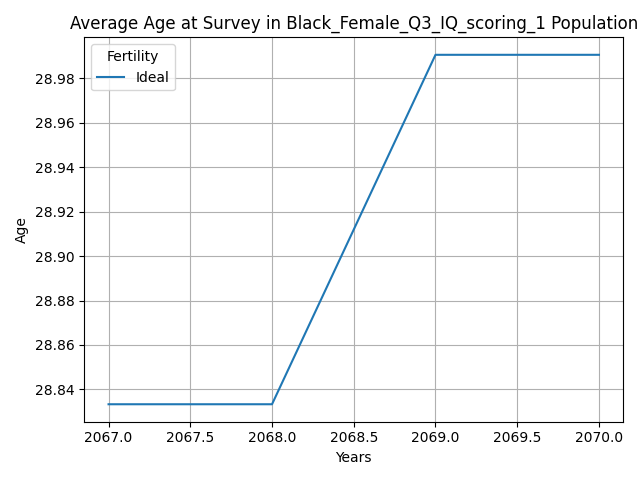 Average Age at Survey in Black_Female_Q3_IQ_scoring_1 Population
Fertility
Ideal
28.98
28.96
28.94
28.92
28.90
28.88
28.86
28.84
Age
2067.0 2067.5 2068.0 2068.5 2069.0 2069.5 2070.0
Years